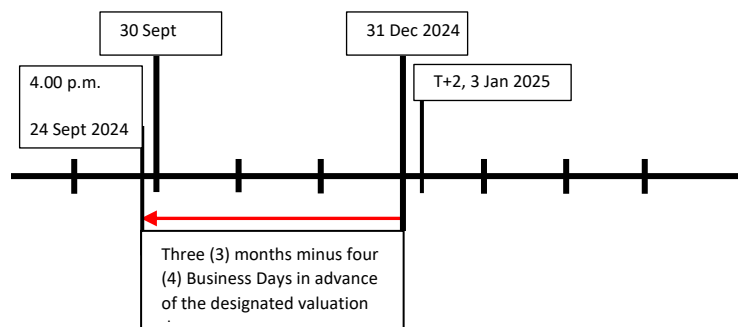 30 Sept
31 Dec 2024
4.00 p.m.
24 Sept 2024
T+2, 3 Jan 2025
Three (3) months minus four
(4) Business Days in advance
of the designated valuation